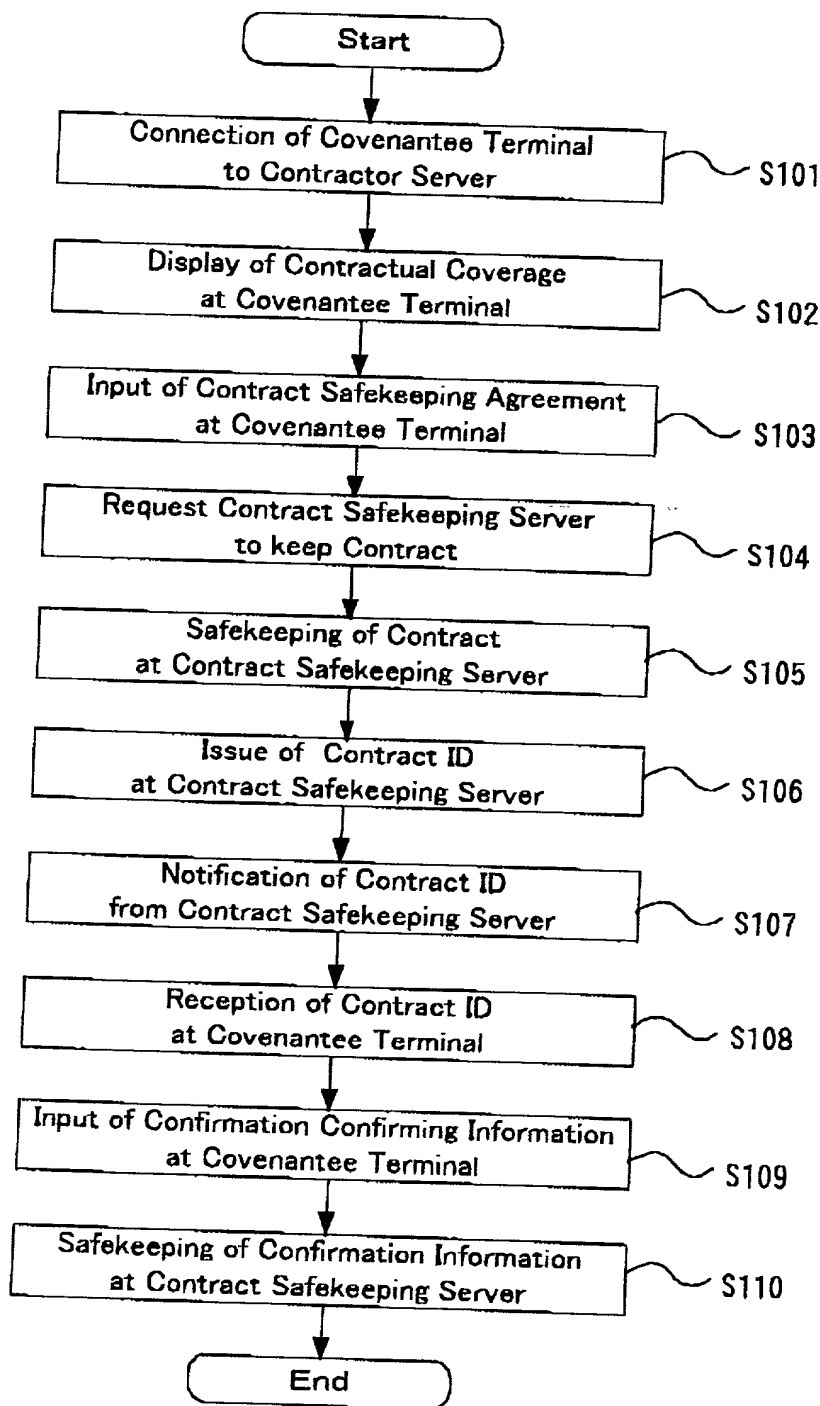 Start
Connection of Covenantee Terminal
to Contractor Server
S101
Display of Contractual Coverage
at Covenantee Terminal
S102
Input of Contract Safekeeping Agreement
at Covenantee Terminal
S103
Request Contract Safekeeping Server
to keep Contract
S104
Safekeeping of Contract
at Contract Safekeeping Server
S105
Issue of Contract ID
at Contract Safekeeping Server
S106
Notification of Contract ID
from Contract Safekeeping Server
S107
Reception of Contract ID
at Covenantee Terminal
S108
Input of Confirmation Confirming Information
at Covenantee Terminal
S109
Safekeeping of Confirmation Information
at Contract Safekeeping Server
S110
End